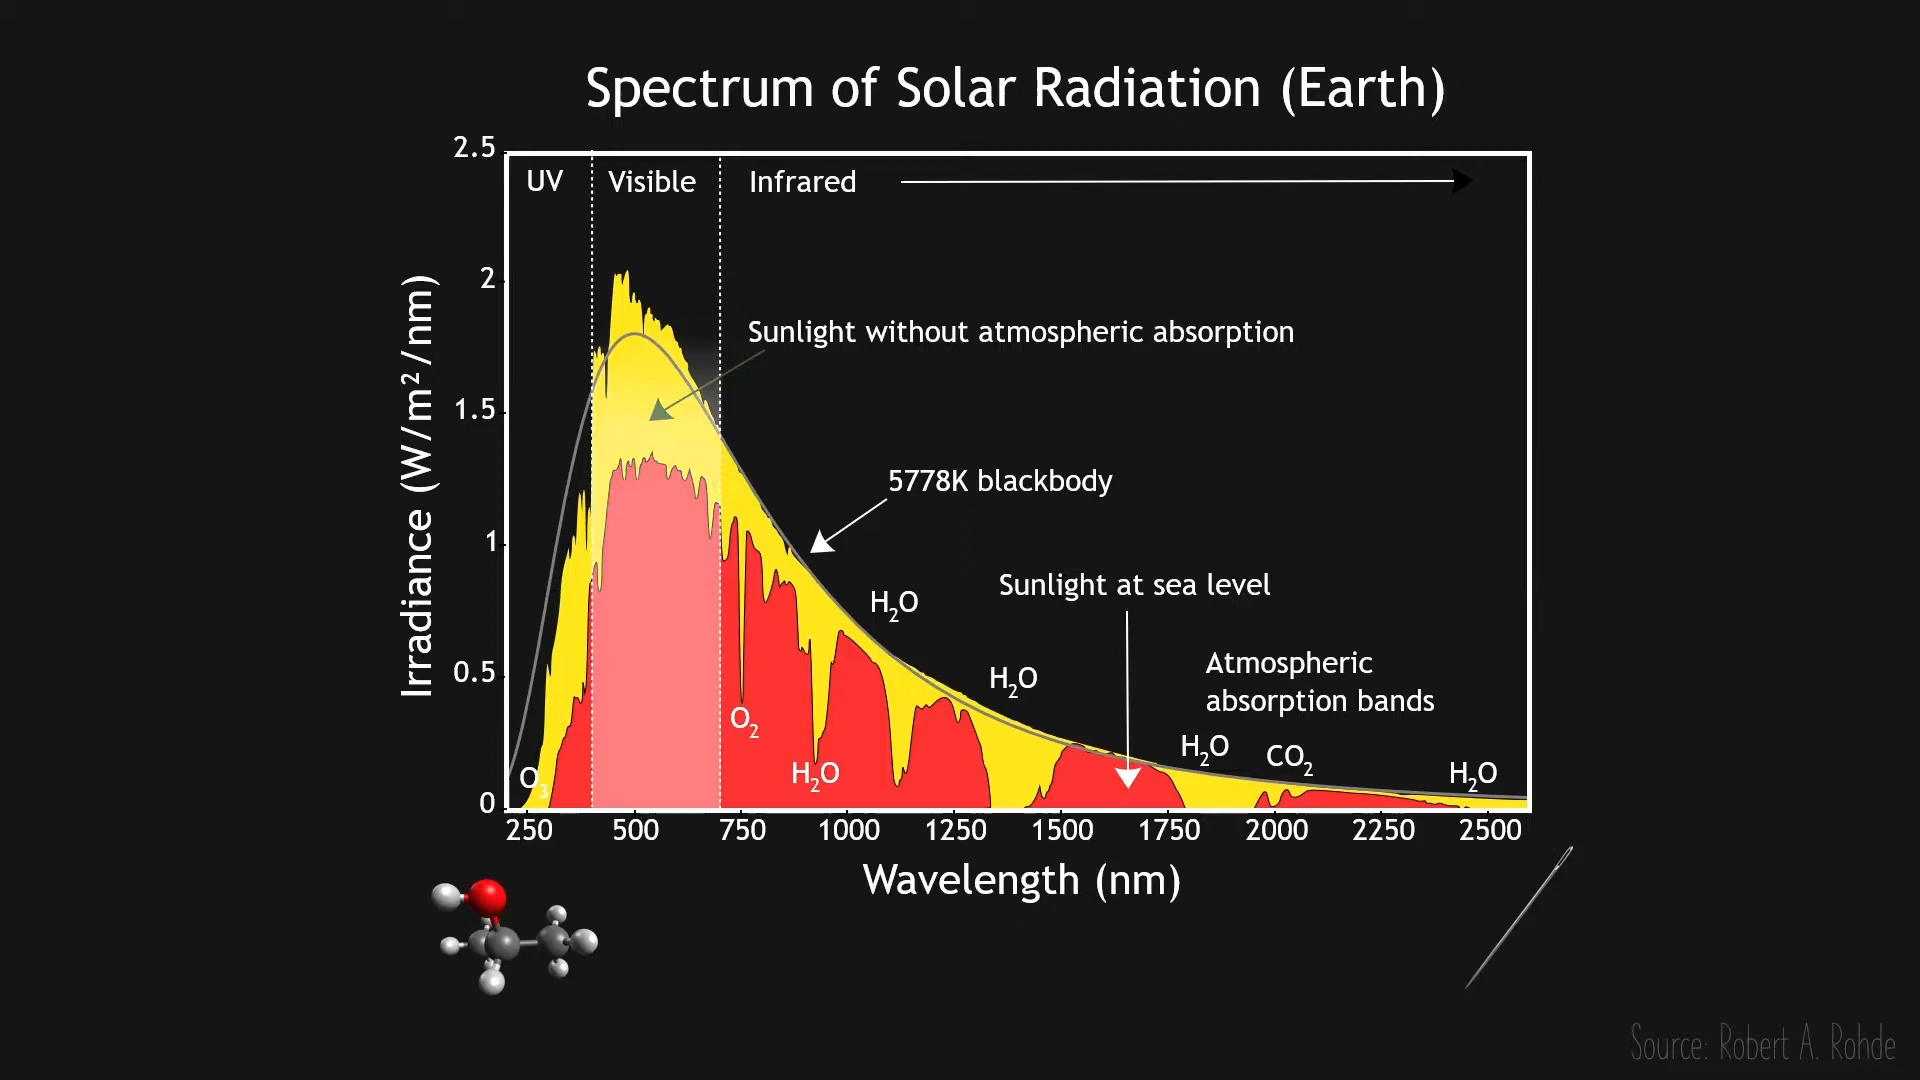 Spectrum of Solar Radiation (Earth)
2.5
2
1.5
1
0.5
0
Irradiance (W/m²/nm)
UV
Visible
Infrared
Sunlight without atmospheric absorption
5778K blackbody
H₂O
Sunlight at sea level
H₂O
Atmospheric
absorption bands
O₂
H₂O
CO₂
O₃
H₂O
H₂O
250 500 750 1000 1250 1500 1750 2000 2250 2500
Wavelength (nm)
Source: Robert A. Rohde